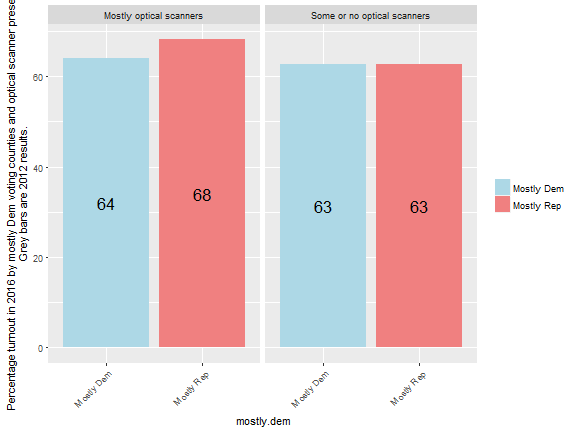 Mostly optical scanners
Some or no optical scanners
Percentage turnout in 2016 by mostly Dem voting counties and optical scanner prese
Grey bars are 2012 results.
60
40
20
0
64
68
63
63
Mostly Dem
Mostly Rep
Mostly Dem
Mostly Rep
mostly.dem
Mostly Dem
Mostly Rep